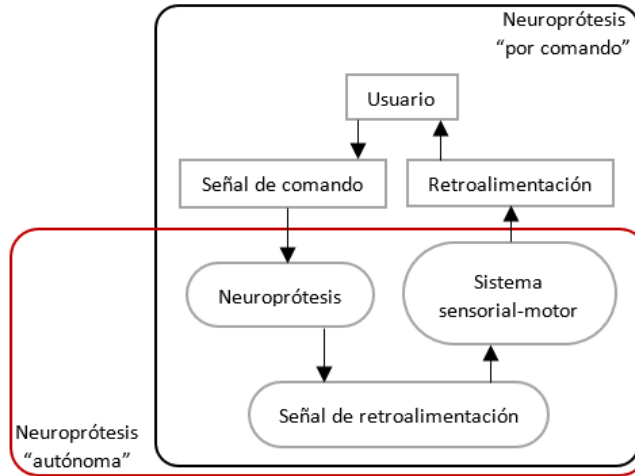 Neuroprótesis
“por comando”
Usuario
Señal de comando
Retroalimentación
Neuroprótesis
Sistema
sensorial-motor
Señal de retroalimentación
Neuroprótesis
“autónoma”